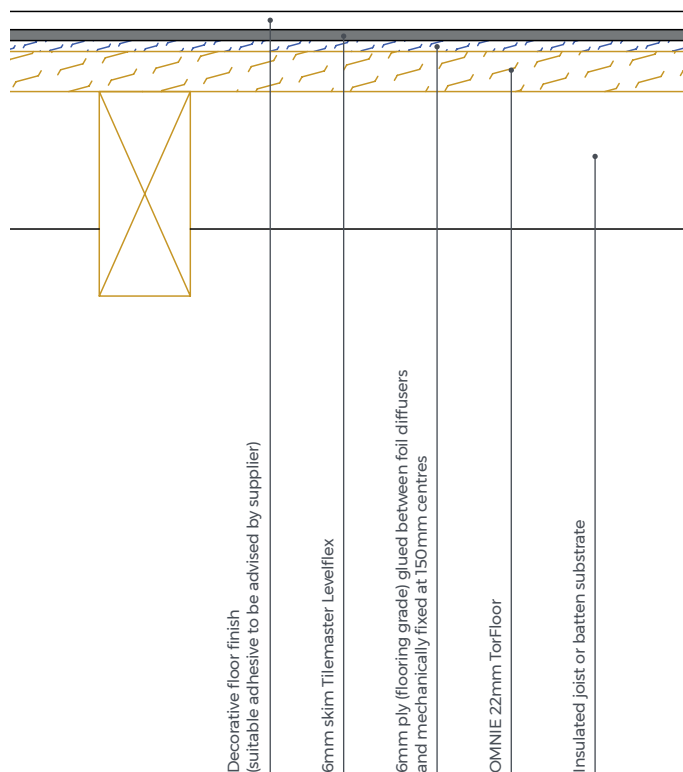 Decorative floor finish
(suitable adhesive to be advised by supplier)
6mm skim Tilemaster Levelflex
6mm ply (flooring grade) glued between foil diffusers
and mechanically fixed at 150mm centres
OMNIE 22mm TorFloor
Insulated joist or batten substrate